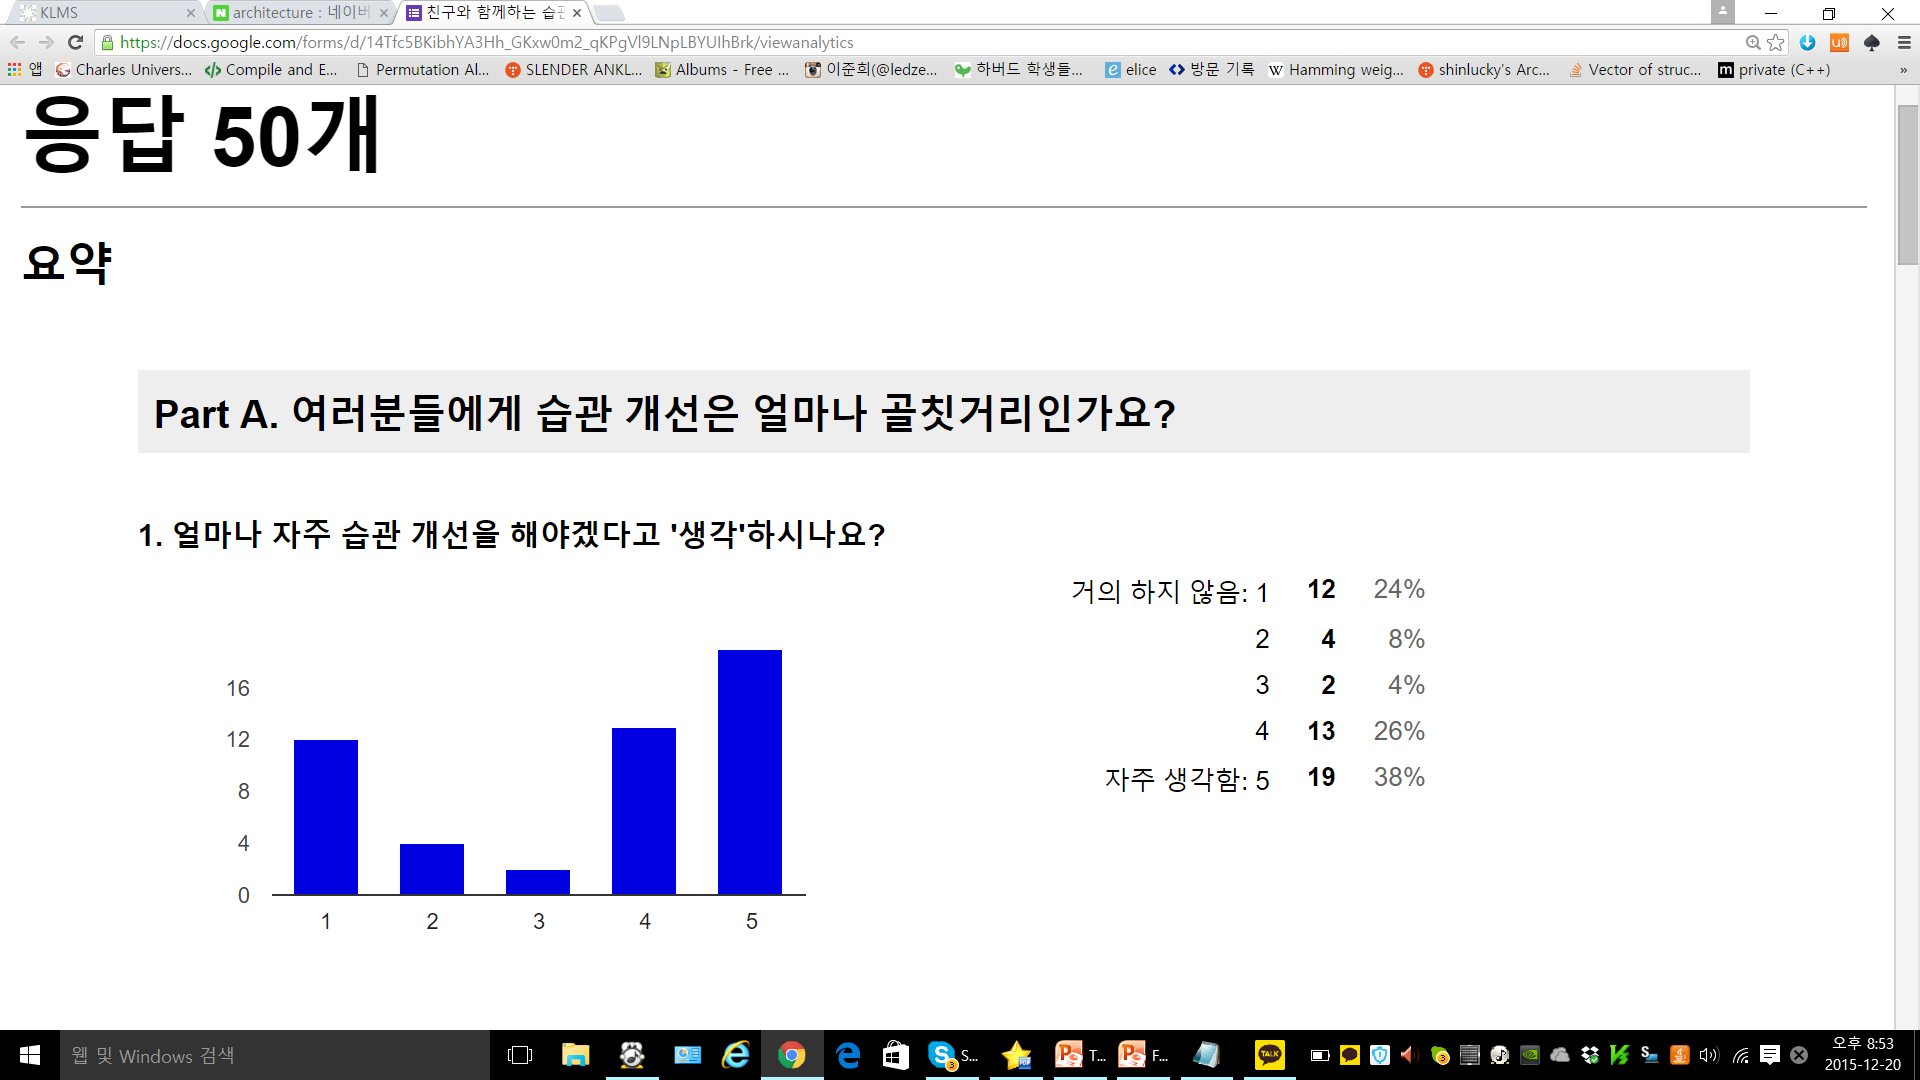 KLMS
architecture : 네이버
친구와 함께하는 습관
https://docs.google.com/forms/d/14Tfc5BKibhYA3Hh_GKxw0m2_qKPgVl9LNpLBYUIhBrk/viewanalytics
앱 Charles Univers... Compile and E... Permutation Al... SLENDER ANKL... Albums - Free ... 이준희(@ledze... 하버드 학생들... elice 방문 기록 Hamming weig... shinlucky's Arc... Vector of struc... private (C++) »
응답 50개
요약
Part A. 여러분들에게 습관 개선은 얼마나 골칫거리인가요?
1. 얼마나 자주 습관 개선을 해야겠다고 '생각'하시나요?
16
12
8
4
0
1 2 3 4 5
거의 하지 않음: 1 12 24%
2 4 8%
3 2 4%
4 13 26%
자주 생각함: 5 19 38%
웹 및 Windows 검색
S...
T...
F...
TALK
오후 8:53
2015-12-20